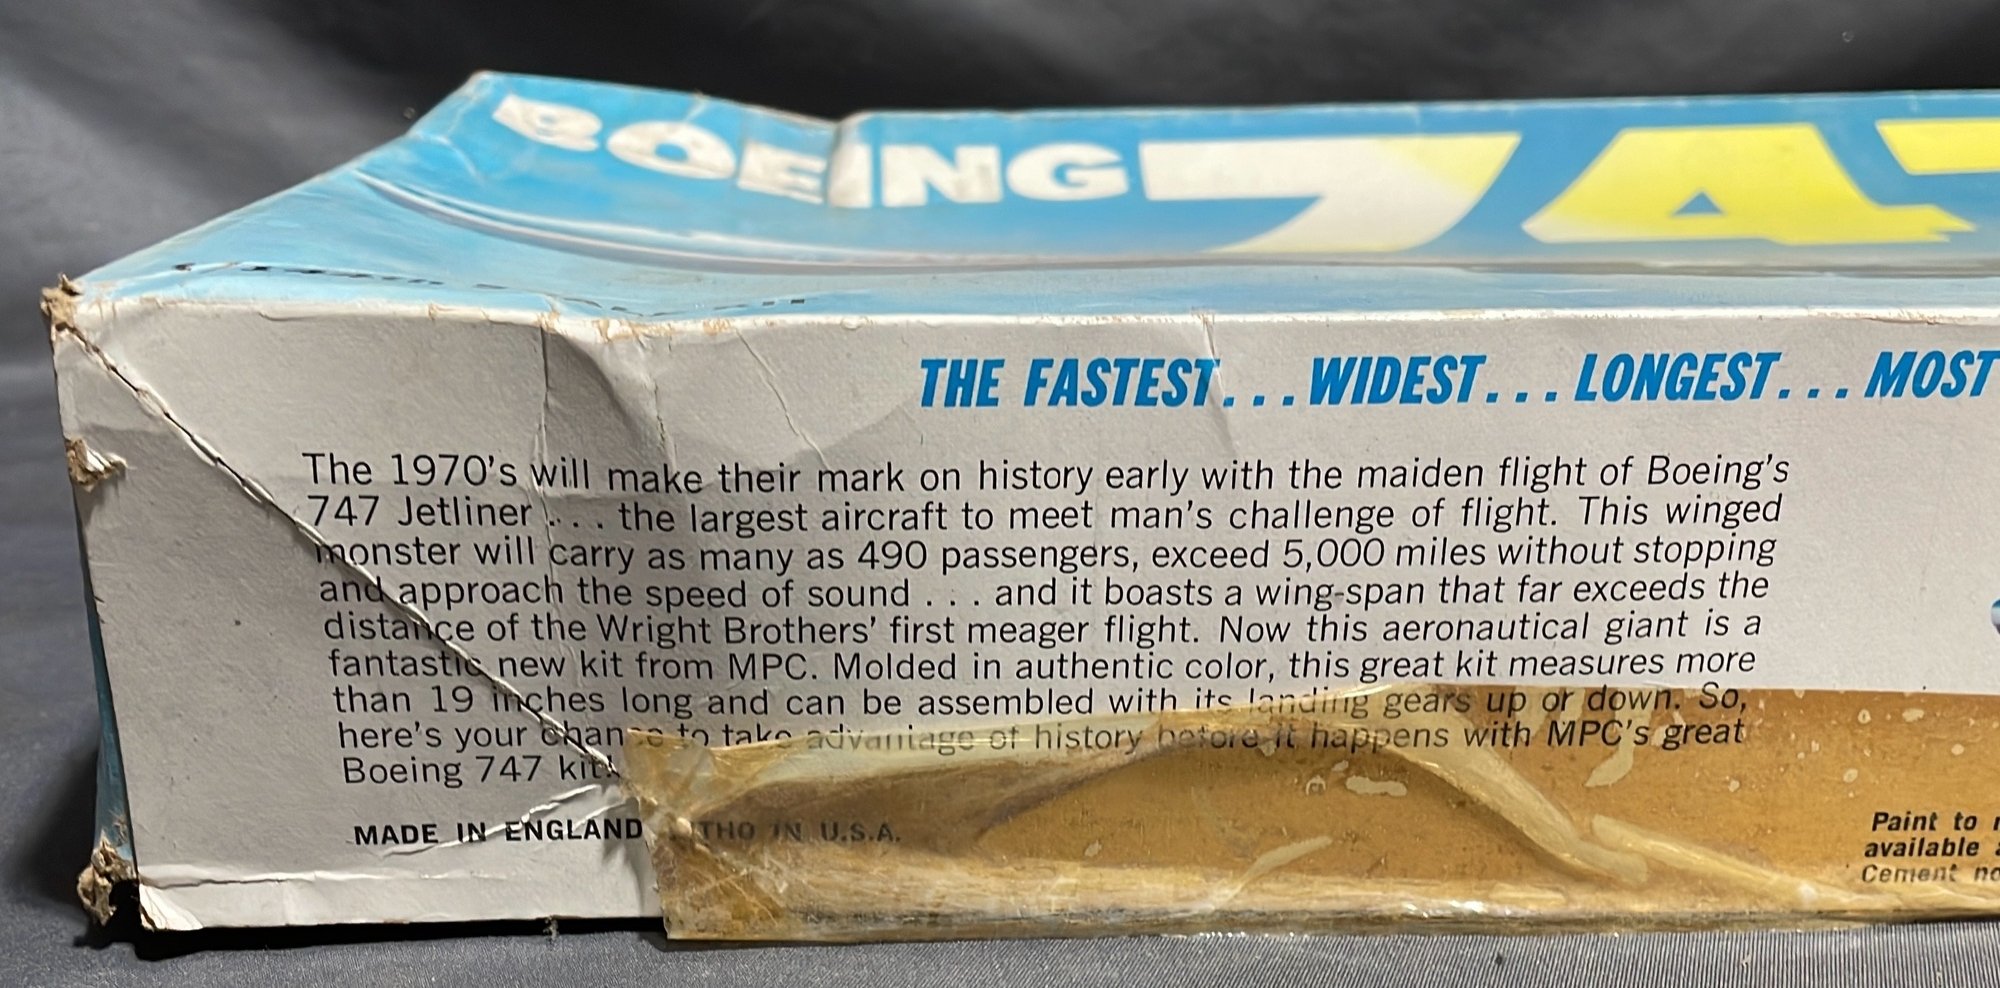 BOEING 747
THE FASTEST...WIDEST...LONGEST...MOST
The 1970's will make their mark on history early with the maiden flight of Boeing's
747 Jetliner . . . the largest aircraft to meet man's challenge of flight. This winged
monster will carry as many as 490 passengers, exceed 5,000 miles without stopping
and approach the speed of sound . . . and it boasts a wing-span that far exceeds the
distance of the Wright Brothers' first meager flight. Now this aeronautical giant is a
fantastic new kit from MPC. Molded in authentic color, this great kit measures more
than 19 inches long and can be assembled with its landing gears up or down. So,
here's your chance to take advantage of history before it happens with MPC's great
Boeing 747 kit!
MADE IN ENGLAND LITHO IN U.S.A.
Paint to
available
Cement